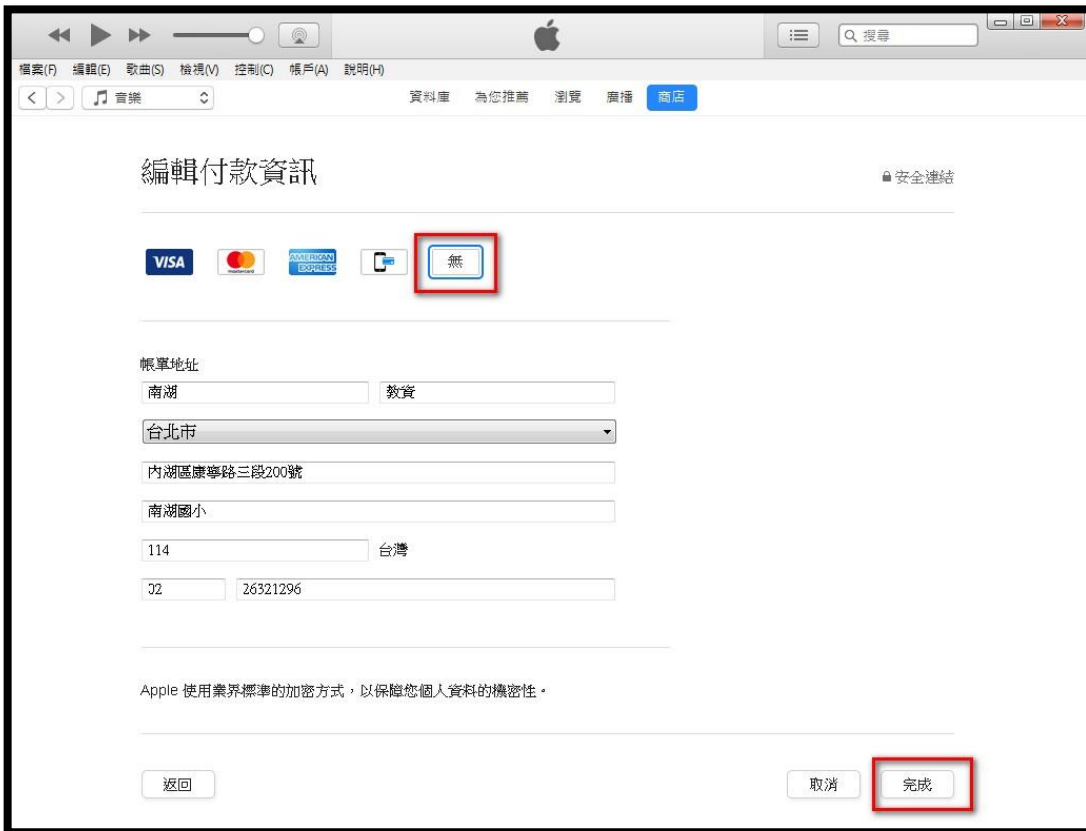 搜尋
檔案(F) 編輯(E) 歌曲(S) 檢視(V) 控制(C) 帳戶(A) 說明(H)
音樂 資料庫 為您推薦 瀏覽 廣播 商店
編輯付款資訊
安全連結
VISA mastercard AMERICAN EXPRESS 無
帳單地址
南湖 教資
台北市
內湖區康寧路三段200號
南湖國小
114 台灣
02 26321296
Apple 使用業界標準的加密方式,以保障您個人資料的機密性。
返回 取消 完成